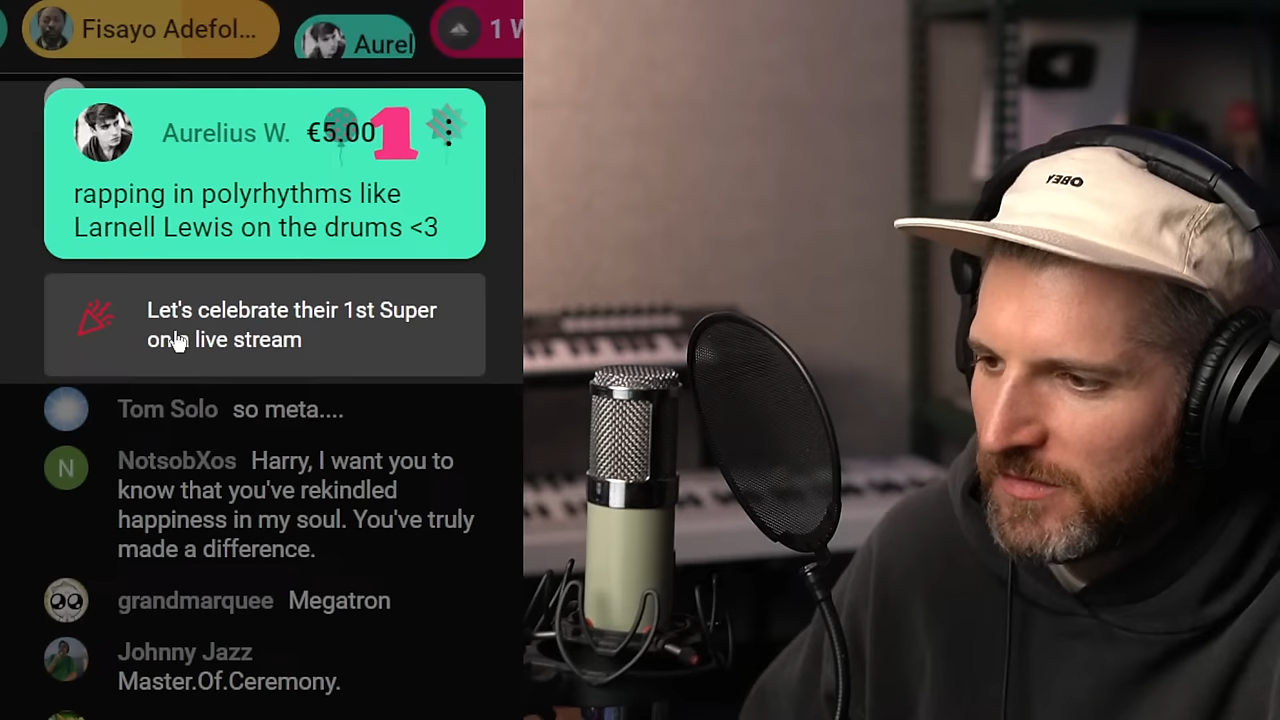 Fisayo Adefol...
Aurel
1 W
Aurelius W. €5.00 1
rapping in polyrhythms like
Larnell Lewis on the drums <3
Let's celebrate their 1st Super
on live stream
Tom Solo so meta....
N
NotsobXos Harry, I want you to
know that you've rekindled
happiness in my soul. You've truly
made a difference.
grandmarquee Megatron
Johnny Jazz
Master.Of.Ceremony.
OBEY